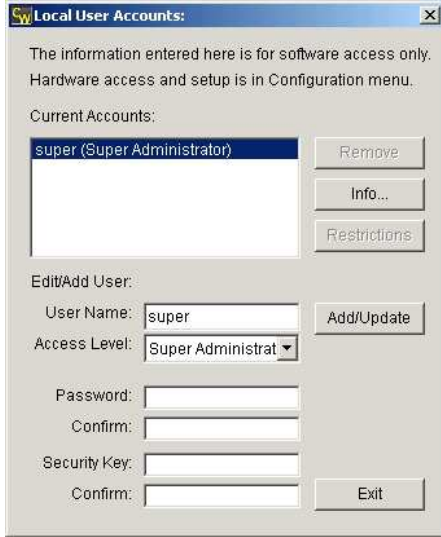 SW Local User Accounts:
The information entered here is for software access only.
Hardware access and setup is in Configuration menu.
Current Accounts:
super (Super Administrator)
Remove
Info...
Restrictions
Edit/Add User:
User Name: super
Add/Update
Access Level: Super Administrat
Password:
Confirm:
Security Key:
Confirm:
Exit